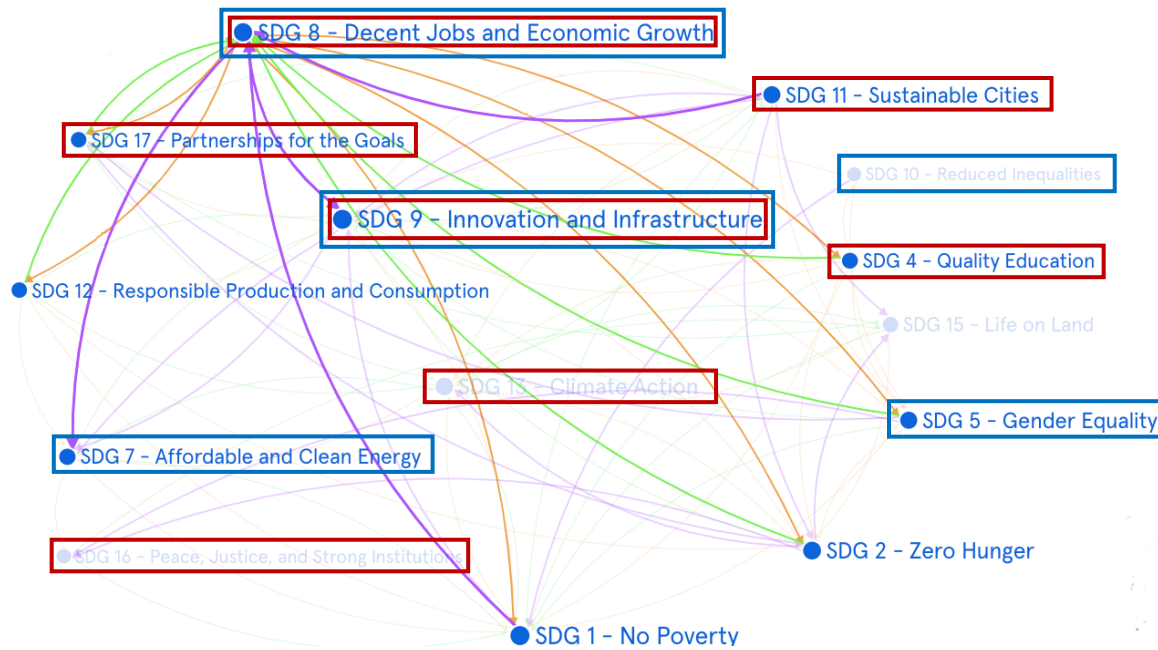 SDG 8 - Decent Jobs and Economic Growth
SDG 11 - Sustainable Cities
SDG 17 - Partnerships for the Goals
SDG 10 - Reduced Inequalities
SDG 9 - Innovation and Infrastructure
SDG 4 - Quality Education
SDG 12 - Responsible Production and Consumption
SDG 15 - Life on Land
SDG 13 - Climate Action
SDG 5 - Gender Equality
SDG 7 - Affordable and Clean Energy
SDG 16 - Peace, Justice, and Strong Institutions
SDG 2 - Zero Hunger
SDG 1 - No Poverty